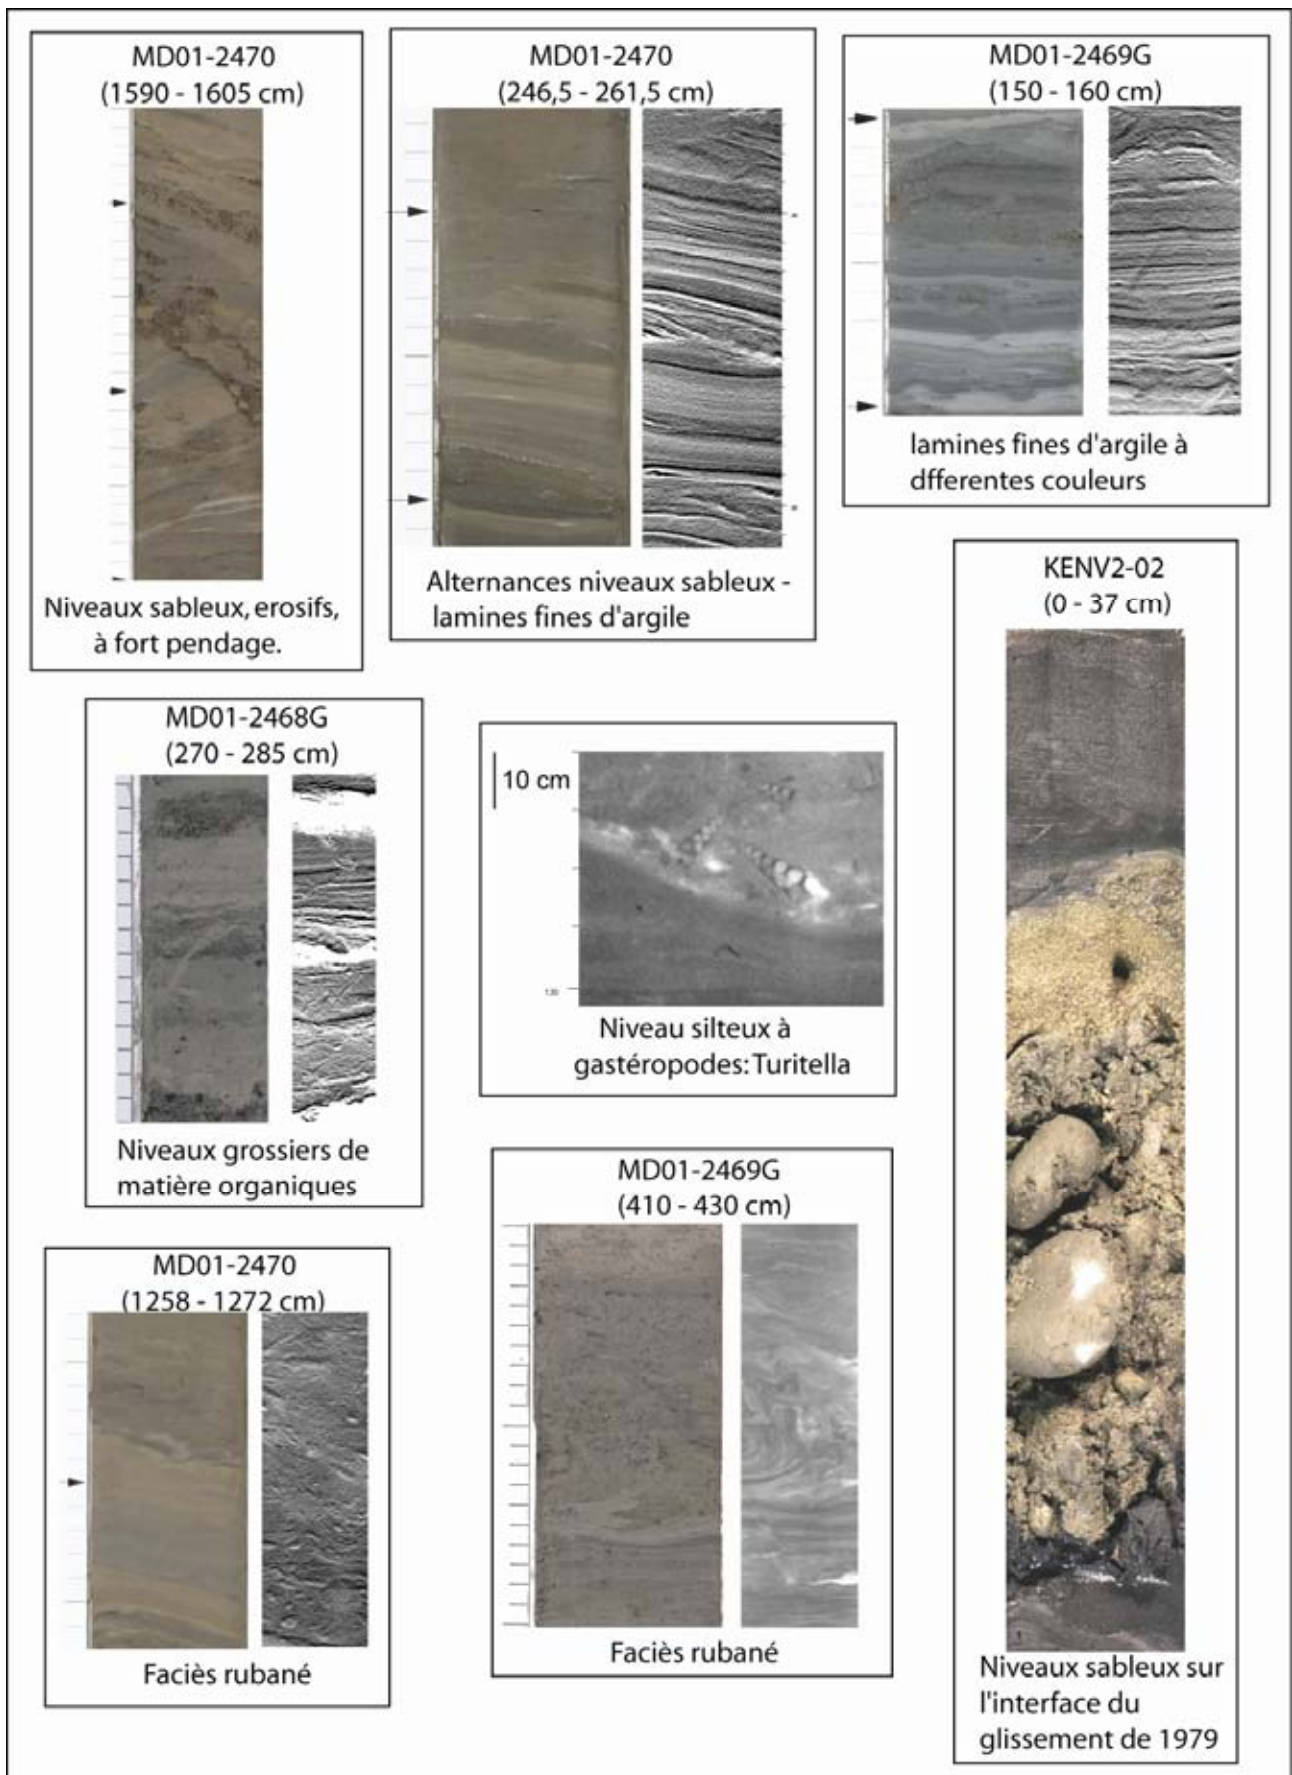 MD01-2470
(1590 - 1605 cm)
Niveaux sableux, erosifs,
à fort pendage.
MD01-2470
(246,5 - 261,5 cm)
Alternances niveaux sableux -
lamines fines d'argile
MD01-2469G
(150 - 160 cm)
lamines fines d'argile à
dfferentes couleurs
KENV2-02
(0 - 37 cm)
Niveaux sableux sur
l'interface du
glissement de 1979
MD01-2468G
(270 - 285 cm)
Niveaux grossiers de
matière organiques
10 cm
130
Niveau silteux à
gastéropodes: Turitella
MD01-2470
(1258 - 1272 cm)
Faciès rubané
MD01-2469G
(410 - 430 cm)
Faciès rubané